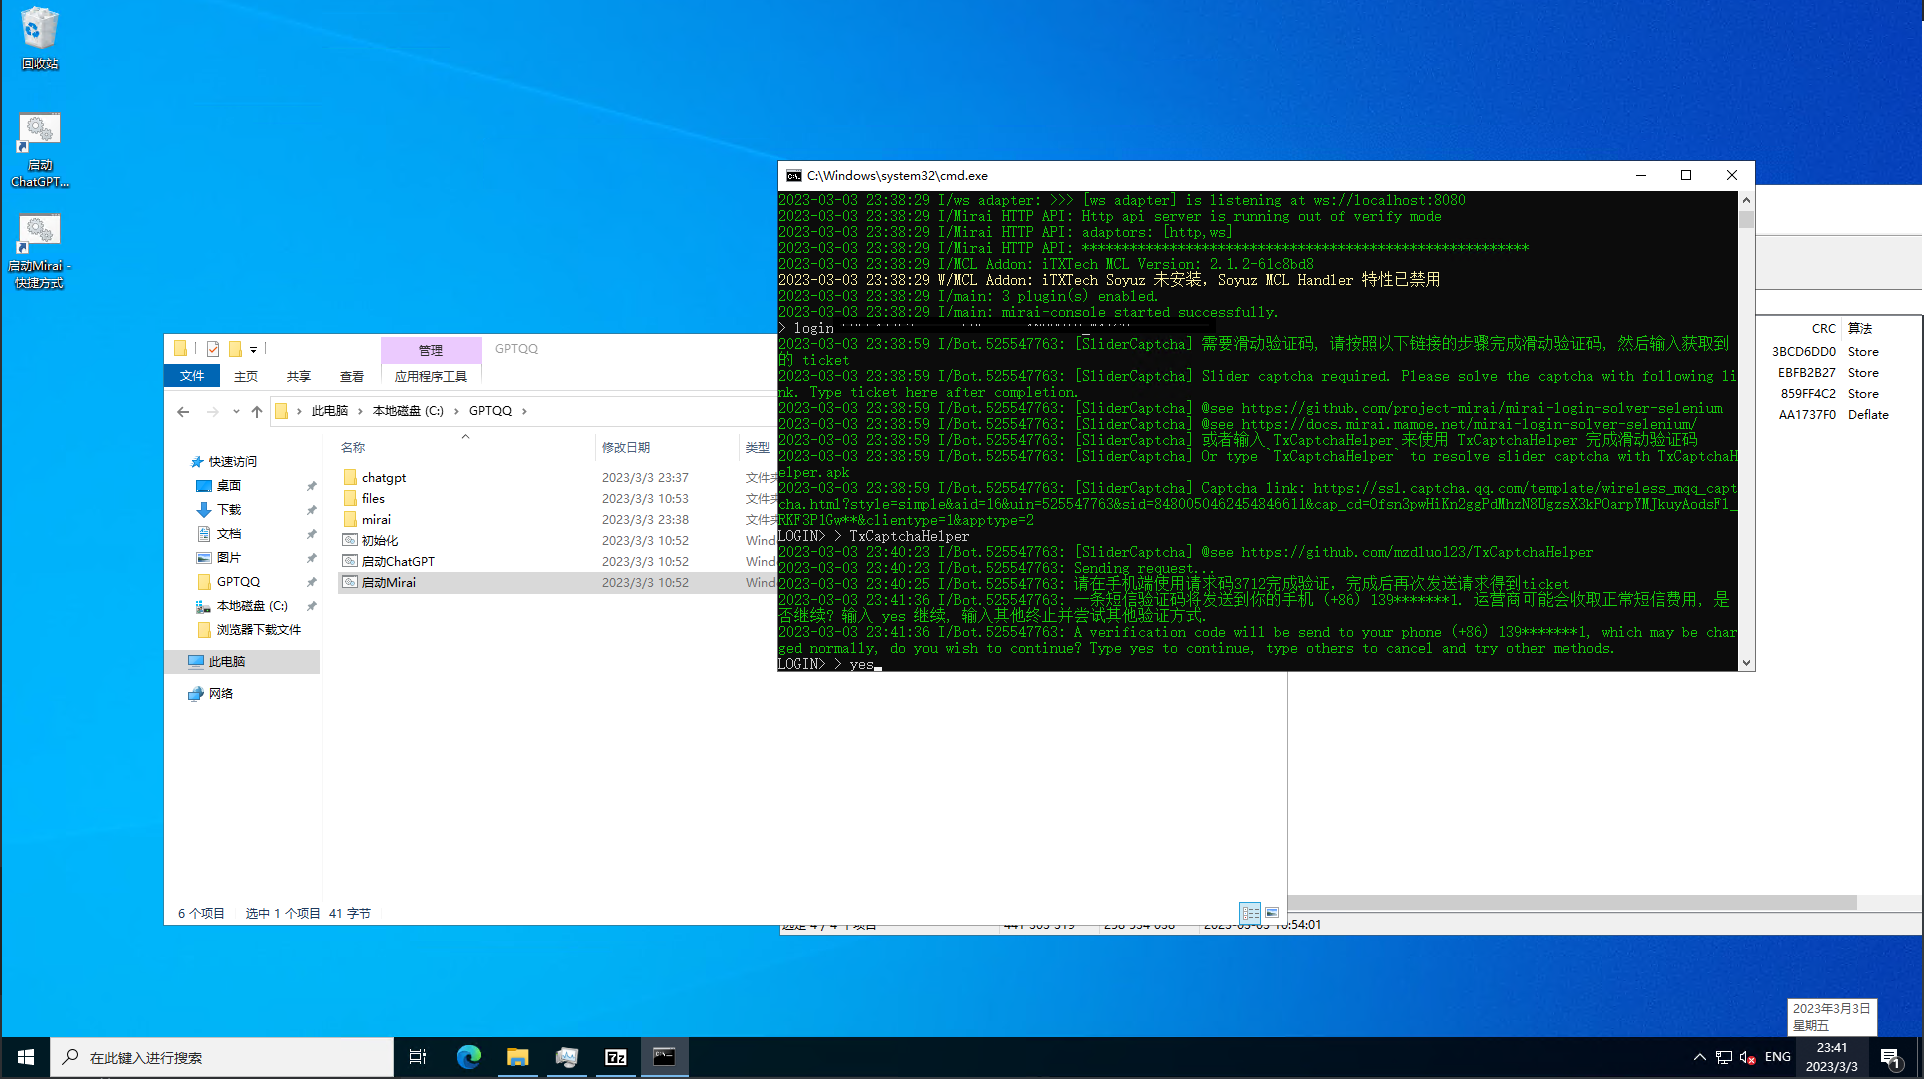 回收站
启动
ChatGPT...
启动Mirai -
快捷方式
管理
GPTQQ
文件
主页
共享
查看
应用程序工具
此电脑
本地磁盘 (C:)
GPTQQ
名称
修改日期
类型
快速访问
桌面
下载
文档
图片
GPTQQ
本地磁盘 (C:)
浏览器下载文件
此电脑
网络
chatgpt 2023/3/3 23:37 文件夹
files 2023/3/3 10:53 文件夹
mirai 2023/3/3 23:38 文件夹
初始化 2023/3/3 10:52 Wind
启动ChatGPT 2023/3/3 10:52 Wind
启动Mirai 2023/3/3 10:52 Wind
6 个项目 选中 1 个项目 41 字节
C:\Windows\system32\cmd.exe
2023-03-03 23:38:29 I/ws adapter: >>> [ws adapter] is listening at ws://localhost:8080
2023-03-03 23:38:29 I/Mirai HTTP API: Http api server is running out of verify mode
2023-03-03 23:38:29 I/Mirai HTTP API: adaptors: [http,ws]
2023-03-03 23:38:29 I/Mirai HTTP API: ********************************************************
2023-03-03 23:38:29 I/MCL Addon: iTXTech MCL Version: 2.1.2-61c8bd8
2023-03-03 23:38:29 W/MCL Addon: iTXTech Soyuz 未安装，Soyuz MCL Handler 特性已禁用
2023-03-03 23:38:29 I/main: 3 plugin(s) enabled.
2023-03-03 23:38:29 I/main: mirai-console started successfully.
> login
2023-03-03 23:38:59 I/Bot.525547763: [SliderCaptcha] 需要滑动验证码, 请按照以下链接的步骤完成滑动验证码, 然后输入获取到
的 ticket
2023-03-03 23:38:59 I/Bot.525547763: [SliderCaptcha] Slider captcha required. Please solve the captcha with following li
nk. Type ticket here after completion.
2023-03-03 23:38:59 I/Bot.525547763: [SliderCaptcha] @see https://github.com/project-mirai/mirai-login-solver-selenium
2023-03-03 23:38:59 I/Bot.525547763: [SliderCaptcha] @see https://docs.mirai.mamoe.net/mirai-login-solver-selenium/
2023-03-03 23:38:59 I/Bot.525547763: [SliderCaptcha] 或者输入 TxCaptchaHelper 来使用 TxCaptchaHelper 完成滑动验证码
2023-03-03 23:38:59 I/Bot.525547763: [SliderCaptcha] Or type `TxCaptchaHelper` to resolve slider captcha with TxCaptchaH
elper.apk
2023-03-03 23:38:59 I/Bot.525547763: [SliderCaptcha] Captcha link: https://ssl.captcha.qq.com/template/wireless_mqq_capt
cha.html?style=simple&aid=16&uin=525547763&sid=8480050462454846611&cap_cd=Ofsn3pwHiKn2ggPdMhzN8UgzsX3kPOarpYMJkuyAodsFl_
RKF3P1Gw**&clientype=1&apptype=2
LOGIN> > TxCaptchaHelper
2023-03-03 23:40:23 I/Bot.525547763: [SliderCaptcha] @see https://github.com/mzdluo123/TxCaptchaHelper
2023-03-03 23:40:23 I/Bot.525547763: Sending request...
2023-03-03 23:40:25 I/Bot.525547763: 请在手机端使用请求码3712完成验证，完成后再次发送请求得到ticket
2023-03-03 23:41:36 I/Bot.525547763: 一条短信验证码将发送到你的手机 (+86) 139*******1. 运营商可能会收取正常短信费用, 是
否继续? 输入 yes 继续, 输入其他终止并尝试其他验证方式.
2023-03-03 23:41:36 I/Bot.525547763: A verification code will be send to your phone (+86) 139*******1, which may be char
ged normally, do you wish to continue? Type yes to continue, type others to cancel and try other methods.
LOGIN> > yes
CRC 算法
3BCD6DD0 Store
EBFB2B27 Store
859FF4C2 Store
AA1737F0 Deflate
2023年3月3日
星期五
在此键入进行搜索
ENG
23:41
2023/3/3
1